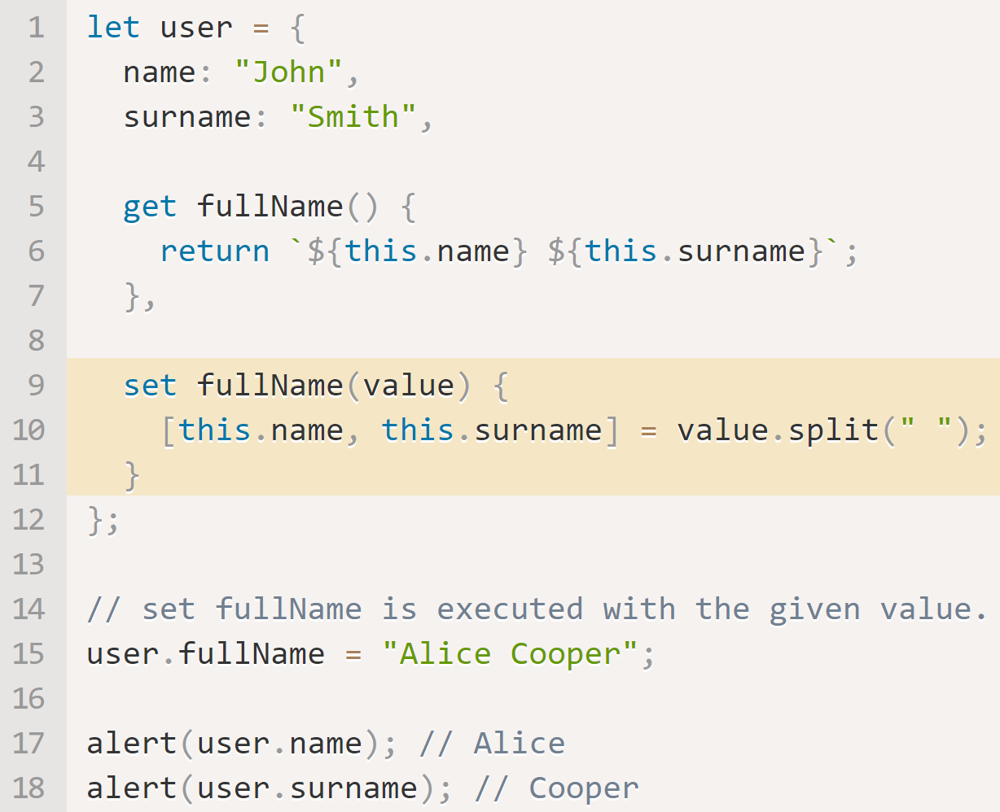 1 let user = {
2   name: "John",
3   surname: "Smith",
4
5   get fullName() {
6     return `${this.name} ${this.surname}`;
7   },
8
9   set fullName(value) {
10     [this.name, this.surname] = value.split(" ");
11   }
12 };
13
14 // set fullName is executed with the given value.
15 user.fullName = "Alice Cooper";
16
17 alert(user.name); // Alice
18 alert(user.surname); // Cooper